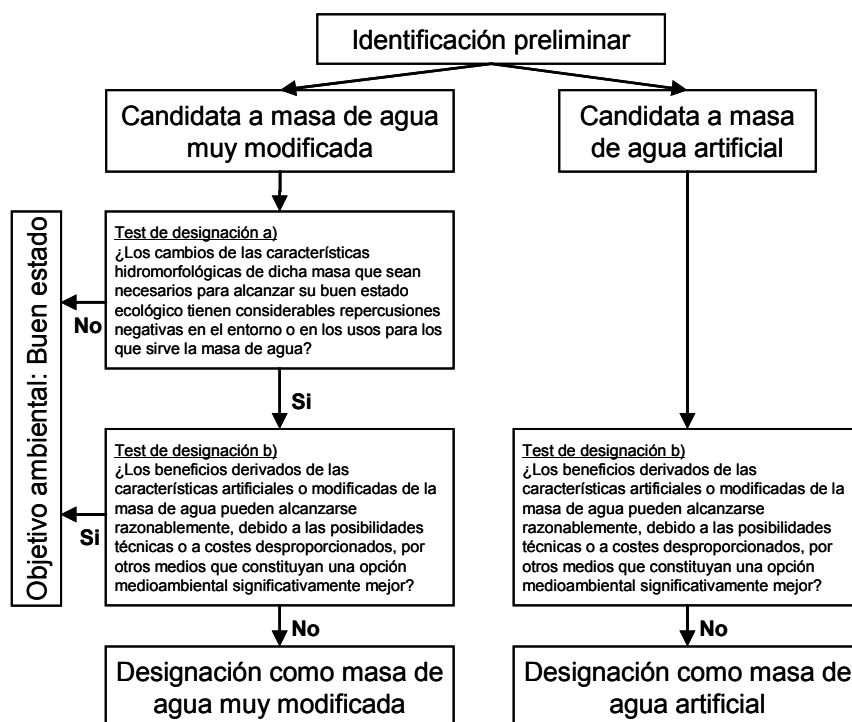 Identificación preliminar
Candidata a masa de agua
muy modificada
Candidata a masa
de agua artificial
Objetivo ambiental: Buen estado
Test de designación a)
¿Los cambios de las características
hidromorfológicas de dicha masa que sean
necesarios para alcanzar su buen estado
ecológico tienen considerables repercusiones
negativas en el entorno o en los usos para los
que sirve la masa de agua?
No
Si
Test de designación b)
¿Los beneficios derivados de las
características artificiales o modificadas de la
masa de agua pueden alcanzarse
razonablemente, debido a las posibilidades
técnicas o a costes desproporcionados, por
otros medios que constituyan una opción
medioambiental significativamente mejor?
Si
No
Designación como masa de
agua muy modificada
Test de designación b)
¿Los beneficios derivados de las
características artificiales o modificadas de la
masa de agua pueden alcanzarse
razonablemente, debido a las posibilidades
técnicas o a costes desproporcionados, por
otros medios que constituyan una opción
medioambiental significativamente mejor?
No
Designación como masa de
agua artificial